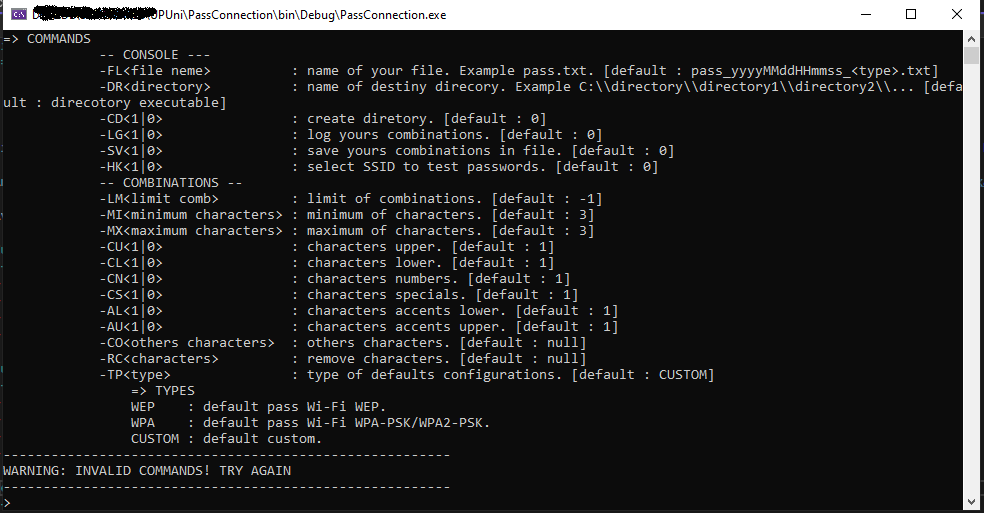 UPUni\PassConnection\bin\Debug\PassConnection.exe
=> COMMANDS
-- CONSOLE ---
-FL<file neme> : name of your file. Example pass.txt. [default : pass_yyyyMMddHHmmss_<type>.txt]
-DR<directory> : name of destiny direcory. Example C:\\directory\\directory1\\directory2\\... [defa
ult : direcotory executable]
-CD<1|0> : create diretory. [default : 0]
-LG<1|0> : log yours combinations. [default : 0]
-SV<1|0> : save yours combinations in file. [default : 0]
-HK<1|0> : select SSID to test passwords. [default : 0]
-- COMBINATIONS --
-LM<limit comb> : limit of combinations. [default : -1]
-MI<minimum characters> : minimum of characters. [default : 3]
-MX<maximum characters> : maximum of characters. [default : 3]
-CU<1|0> : characters upper. [default : 1]
-CL<1|0> : characters lower. [default : 1]
-CN<1|0> : characters numbers. [default : 1]
-CS<1|0> : characters specials. [default : 1]
-AL<1|0> : characters accents lower. [default : 1]
-AU<1|0> : characters accents upper. [default : 1]
-CO<others characters> : others characters. [default : null]
-RC<characters> : remove characters. [default : null]
-TP<type> : type of defaults configurations. [default : CUSTOM]
=> TYPES
WEP : default pass Wi-Fi WEP.
WPA : default pass Wi-Fi WPA-PSK/WPA2-PSK.
CUSTOM : default custom.
--------------------------------------------------------
WARNING: INVALID COMMANDS! TRY AGAIN
--------------------------------------------------------
>